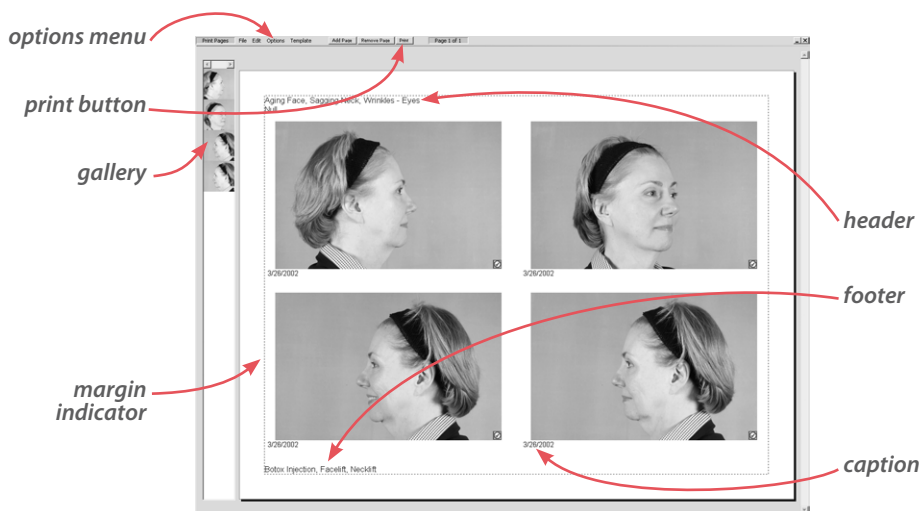 options menu
Print Pages File Edit Options Template Add Page Remove Page Print Page 1 of 1
print button
gallery
Aging Face, Sagging Neck, Wrinkles - Eyes
Null
header
3/26/2002 3/26/2002
footer
margin
indicator
3/26/2002 3/26/2002
Botox Injection, Facelift, Necklift
caption